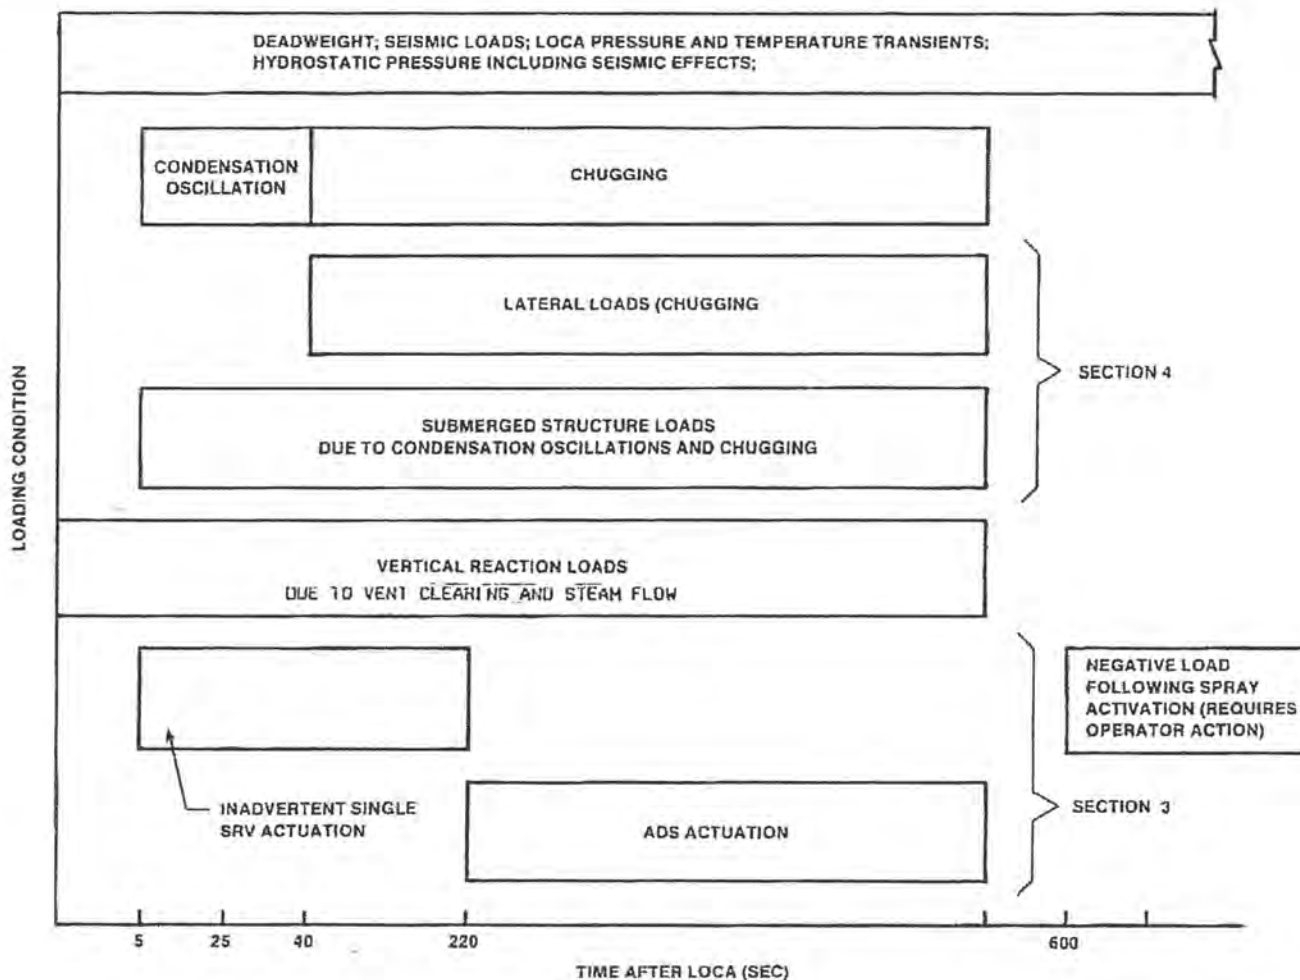 DEADWEIGHT; SEISMIC LOADS; LOCA PRESSURE AND TEMPERATURE TRANSIENTS;
HYDROSTATIC PRESSURE INCLUDING SEISMIC EFFECTS;
CONDENSATION
OSCILLATION
CHUGGING
LATERAL LOADS (CHUGGING
SUBMERGED STRUCTURE LOADS
DUE TO CONDENSATION OSCILLATIONS AND CHUGGING
SECTION 4
LOADING CONDITION
VERTICAL REACTION LOADS
DUE TO VENT CLEARING AND STEAM FLOW
NEGATIVE LOAD
FOLLOWING SPRAY
ACTIVATION (REQUIRES
OPERATOR ACTION)
INADVERTENT SINGLE
SRV ACTUATION
ADS ACTUATION
SECTION 3
5 25 40 220 600
TIME AFTER LOCA (SEC)